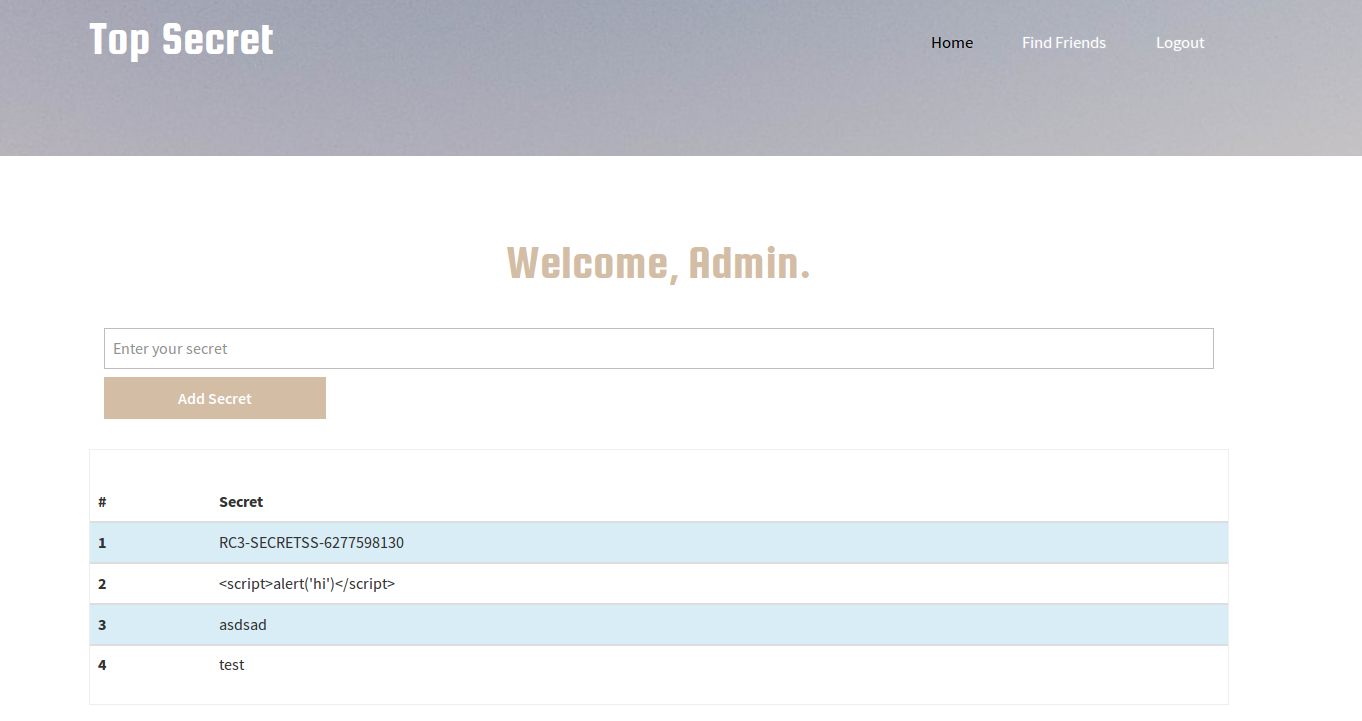 Top Secret
Home Find Friends Logout
Welcome, Admin.
Enter your secret
Add Secret
# Secret
1 RC3-SECRETSS-6277598130
2 <script>alert('hi')</script>
3 asdsad
4 test